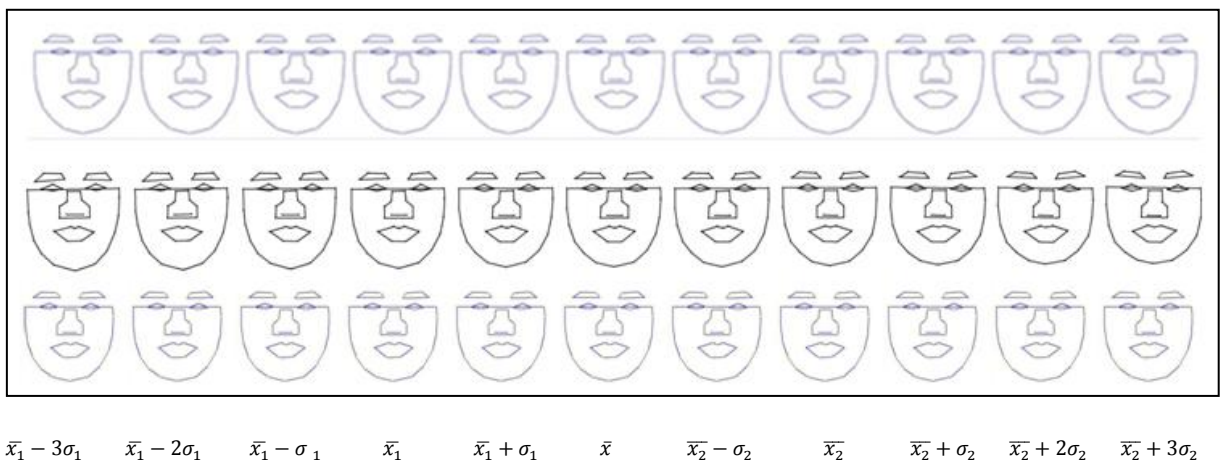 x̄₁ − 3σ₁ x̄₁ − 2σ₁ x̄₁ − σ ₁ x̄₁ x̄₁ + σ₁ x̄ x̄₂ − σ₂ x̄₂ x̄₂ + σ₂ x̄₂ + 2σ₂ x̄₂ + 3σ₂